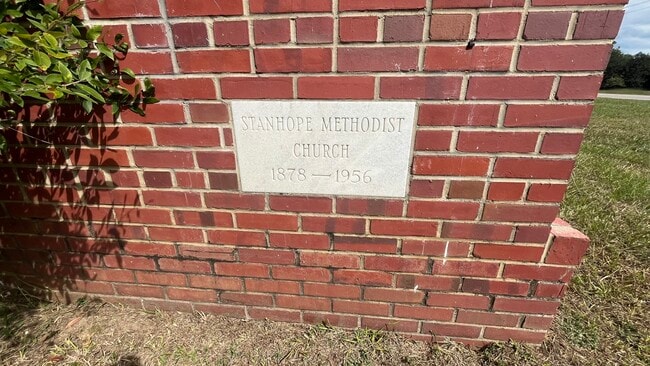 STANHOPE METHODIST
CHURCH
1878 — 1956